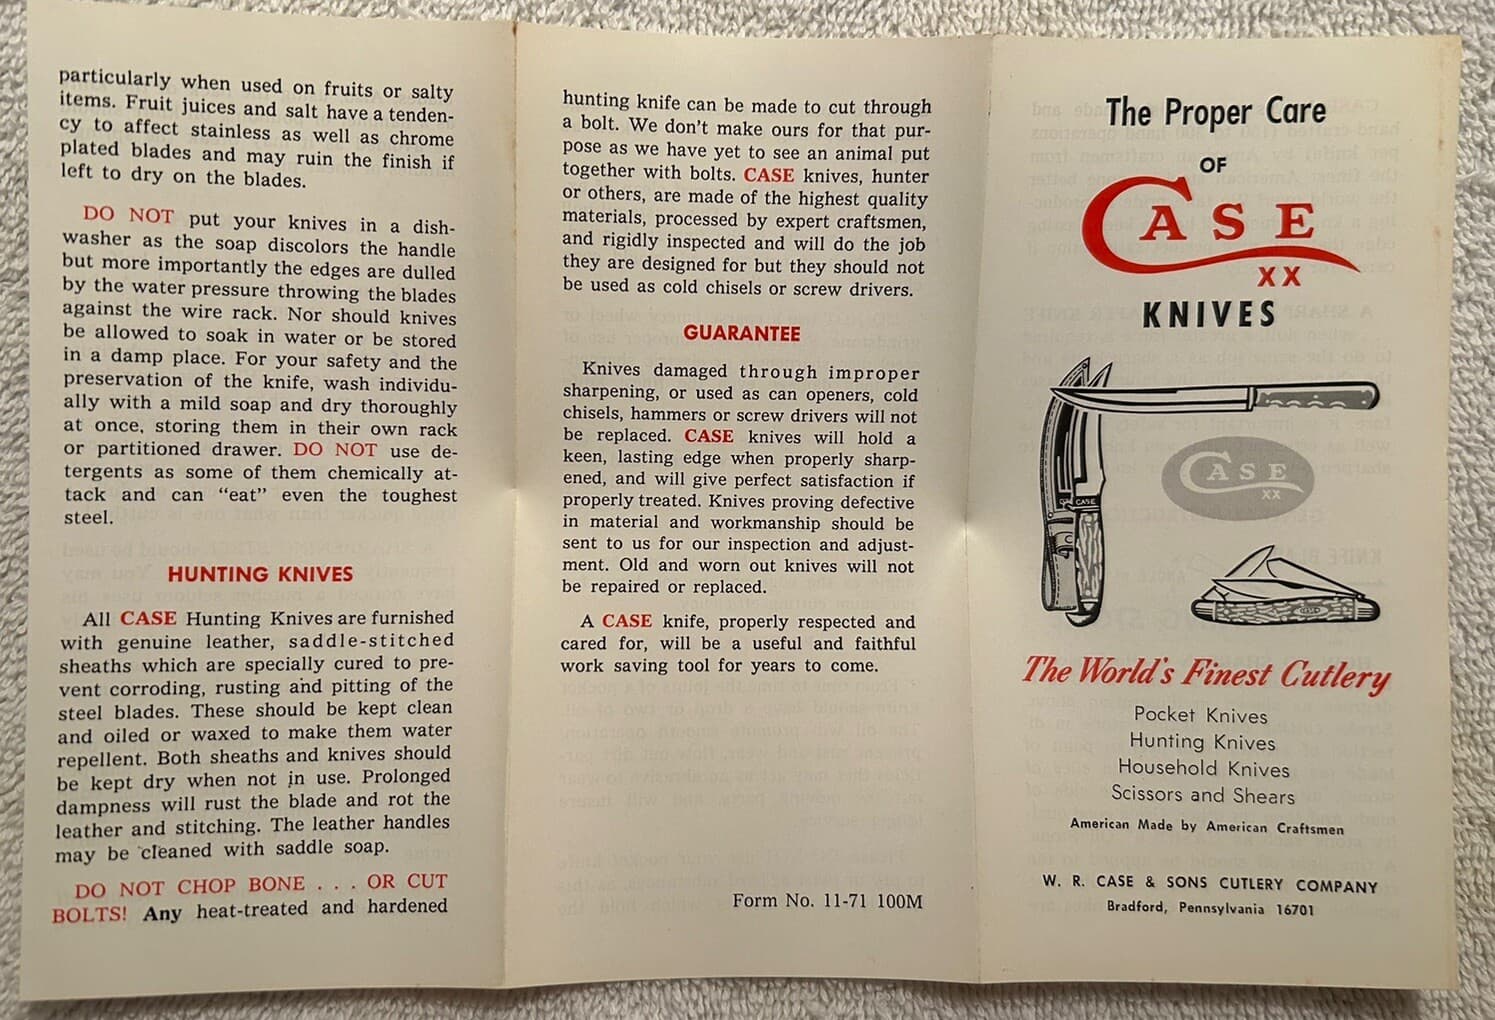 particularly when used on fruits or salty
items. Fruit juices and salt have a tenden-
cy to affect stainless as well as chrome
plated blades and may ruin the finish if
left to dry on the blades.
DO NOT put your knives in a dish-
washer as the soap discolors the handle
but more importantly the edges are dulled
by the water pressure throwing the blades
against the wire rack. Nor should knives
be allowed to soak in water or be stored
in a damp place. For your safety and the
preservation of the knife, wash individu-
ally with a mild soap and dry thoroughly
at once, storing them in their own rack
or partitioned drawer. DO NOT use de-
tergents as some of them chemically at-
tack and can “eat” even the toughest
steel.
HUNTING KNIVES
All CASE Hunting Knives are furnished
with genuine leather, saddle-stitched
sheaths which are specially cured to pre-
vent corroding, rusting and pitting of the
steel blades. These should be kept clean
and oiled or waxed to make them water
repellent. Both sheaths and knives should
be kept dry when not in use. Prolonged
dampness will rust the blade and rot the
leather and stitching. The leather handles
may be cleaned with saddle soap.
DO NOT CHOP BONE . . . OR CUT
BOLTS! Any heat-treated and hardened
hunting knife can be made to cut through
a bolt. We don’t make ours for that pur-
pose as we have yet to see an animal put
together with bolts. CASE knives, hunter
or others, are made of the highest quality
materials, processed by expert craftsmen,
and rigidly inspected and will do the job
they are designed for but they should not
be used as cold chisels or screw drivers.
GUARANTEE
Knives damaged through improper
sharpening, or used as can openers, cold
chisels, hammers or screw drivers will not
be replaced. CASE knives will hold a
keen, lasting edge when properly sharp-
ened, and will give perfect satisfaction if
properly treated. Knives proving defective
in material and workmanship should be
sent to us for our inspection and adjust-
ment. Old and worn out knives will not
be repaired or replaced.
A CASE knife, properly respected and
cared for, will be a useful and faithful
work saving tool for years to come.
Form No. 11-71 100M
The Proper Care
OF
CASE
XX
KNIVES
CASE
CASE
XX
CASE
The World's Finest Cutlery
Pocket Knives
Hunting Knives
Household Knives
Scissors and Shears
American Made by American Craftsmen
W. R. CASE & SONS CUTLERY COMPANY
Bradford, Pennsylvania 16701